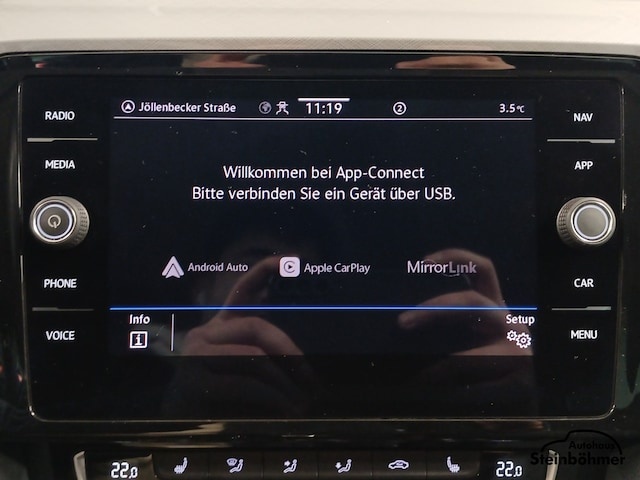 RADIO
MEDIA
PHONE
VOICE
Jöllenbecker Straße 11:19 2 3.5°C
Willkommen bei App-Connect
Bitte verbinden Sie ein Gerät über USB.
Android Auto Apple CarPlay MirrorLink
Info Setup
i
NAV
APP
CAR
MENU
22.0 22.0
Autohaus
Steinböhmer